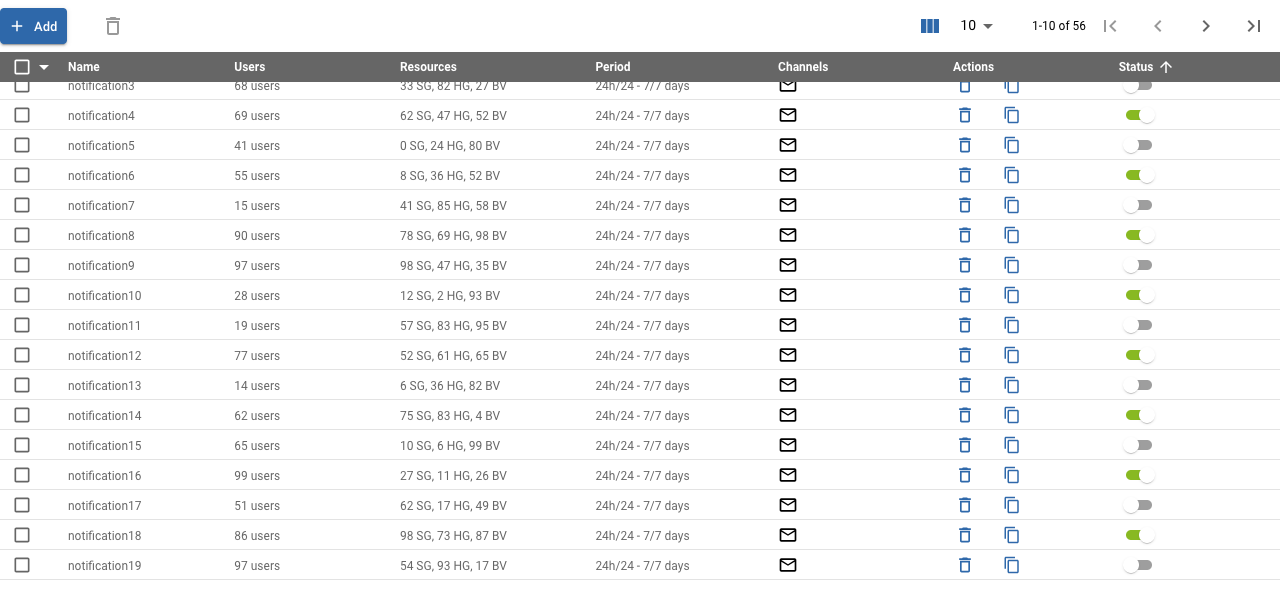 Add 10 1-10 of 56
Name Users Resources Period Channels Actions Status
notification3 68 users 33 SG, 82 HG, 27 BV 24h/24 - 7/7 days
notification4 69 users 62 SG, 47 HG, 52 BV 24h/24 - 7/7 days
notification5 41 users 0 SG, 24 HG, 80 BV 24h/24 - 7/7 days
notification6 55 users 8 SG, 36 HG, 52 BV 24h/24 - 7/7 days
notification7 15 users 41 SG, 85 HG, 58 BV 24h/24 - 7/7 days
notification8 90 users 78 SG, 69 HG, 98 BV 24h/24 - 7/7 days
notification9 97 users 98 SG, 47 HG, 35 BV 24h/24 - 7/7 days
notification10 28 users 12 SG, 2 HG, 93 BV 24h/24 - 7/7 days
notification11 19 users 57 SG, 83 HG, 95 BV 24h/24 - 7/7 days
notification12 77 users 52 SG, 61 HG, 65 BV 24h/24 - 7/7 days
notification13 14 users 6 SG, 36 HG, 82 BV 24h/24 - 7/7 days
notification14 62 users 75 SG, 83 HG, 4 BV 24h/24 - 7/7 days
notification15 65 users 10 SG, 6 HG, 99 BV 24h/24 - 7/7 days
notification16 99 users 27 SG, 11 HG, 26 BV 24h/24 - 7/7 days
notification17 51 users 62 SG, 17 HG, 49 BV 24h/24 - 7/7 days
notification18 86 users 98 SG, 73 HG, 87 BV 24h/24 - 7/7 days
notification19 97 users 54 SG, 93 HG, 17 BV 24h/24 - 7/7 days